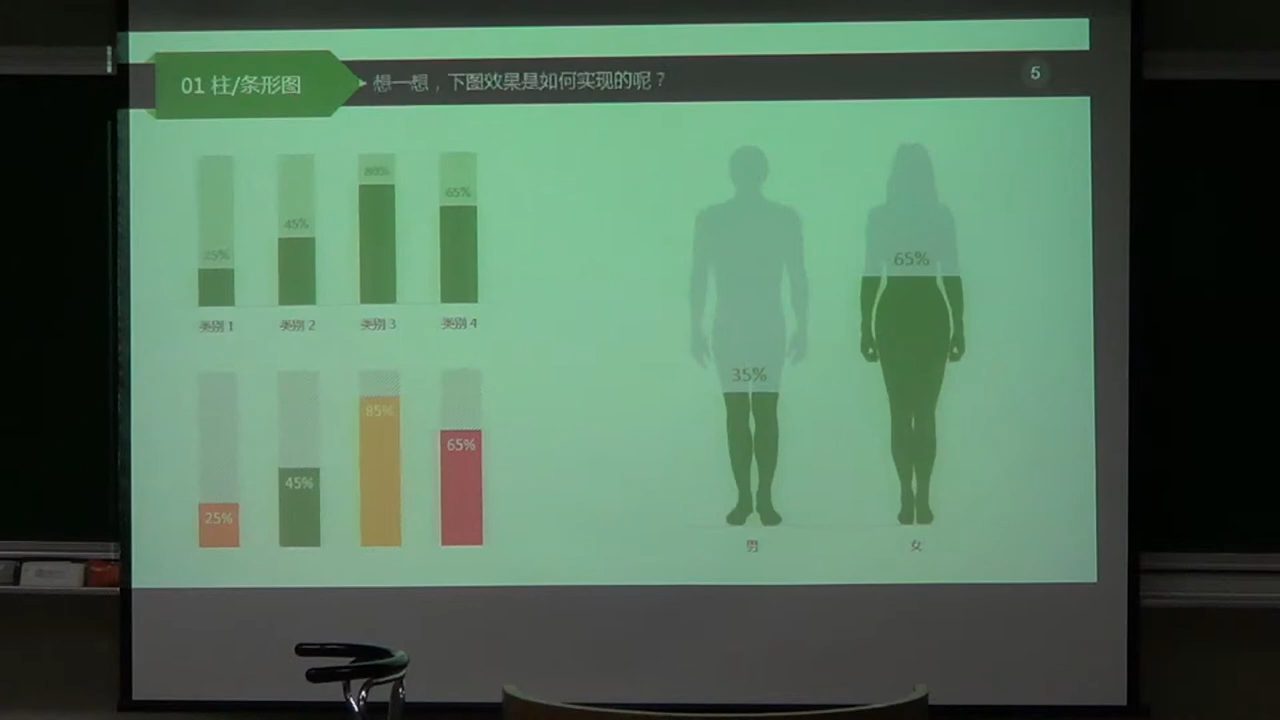 01 柱/条形图
想一想，下图效果是如何实现的呢？
5
25%
45%
80%
65%
类别 1
类别 2
类别 3
类别 4
25%
45%
85%
65%
35%
65%
男
女